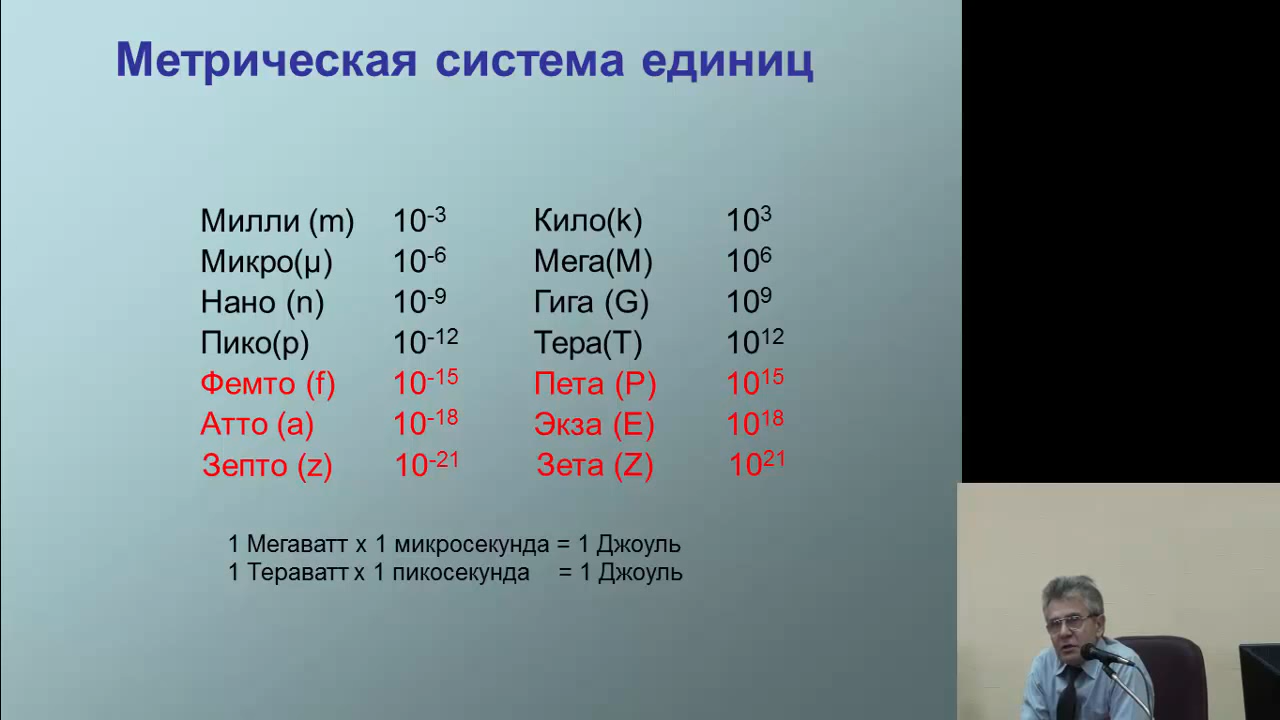 Метрическая система единиц
Милли (m) 10⁻³ Кило(k) 10³
Микро(μ) 10⁻⁶ Мега(M) 10⁶
Нано (n) 10⁻⁹ Гига (G) 10⁹
Пико(p) 10⁻¹² Тера(T) 10¹²
Фемто (f) 10⁻¹⁵ Пета (P) 10¹⁵
Атто (a) 10⁻¹⁸ Экза (E) 10¹⁸
Зепто (z) 10⁻²¹ Зета (Z) 10²¹
1 Мегаватт х 1 микросекунда = 1 Джоуль
1 Тераватт х 1 пикосекунда = 1 Джоуль